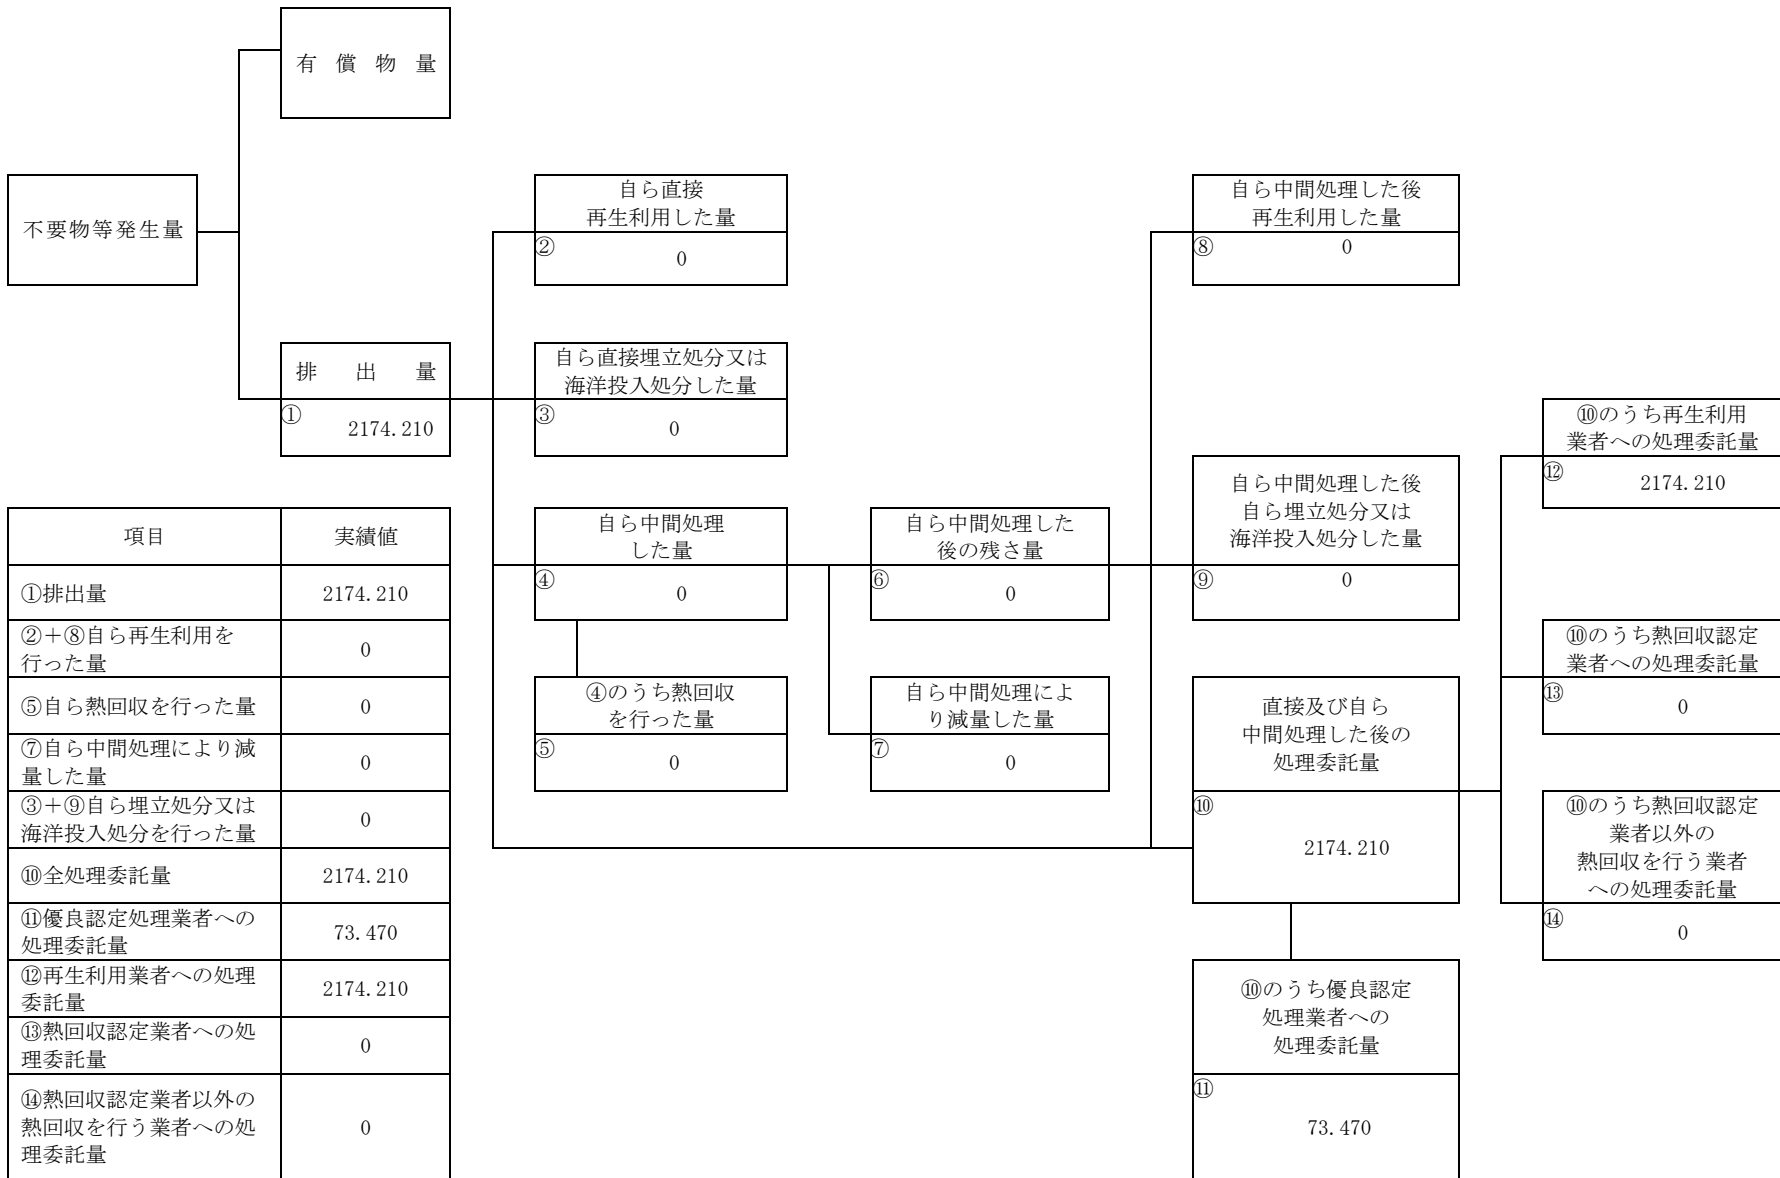 有償物量
不要物等発生量
自ら直接
再生利用した量
②
0
自ら中間処理した後
再生利用した量
⑧
0
排出量
①
2174.210
自ら直接埋立処分又は
海洋投入処分した量
③
0
⑩のうち再生利用
業者への処理委託量
⑫
2174.210
自ら中間処理した後
自ら埋立処分又は
海洋投入処分した量
⑨
0
自ら中間処理
した量
④
0
自ら中間処理した
後の残さ量
⑥
0
⑩のうち熱回収認定
業者への処理委託量
⑬
0
④のうち熱回収
を行った量
⑤
0
自ら中間処理によ
り減量した量
⑦
0
直接及び自ら
中間処理した後の
処理委託量
⑩
2174.210
⑩のうち熱回収認定
業者以外の
熱回収を行う業者
への処理委託量
⑭
0
⑩のうち優良認定
処理業者への
処理委託量
⑪
73.470
項目 実績値
①排出量 2174.210
②+⑧自ら再生利用を
行った量 0
⑤自ら熱回収を行った量 0
⑦自ら中間処理により減
量した量 0
③+⑨自ら埋立処分又は
海洋投入処分を行った量 0
⑩全処理委託量 2174.210
⑪優良認定処理業者への
処理委託量 73.470
⑫再生利用業者への処理
委託量 2174.210
⑬熱回収認定業者への処
理委託量 0
⑭熱回収認定業者以外の
熱回収を行う業者への処
理委託量 0